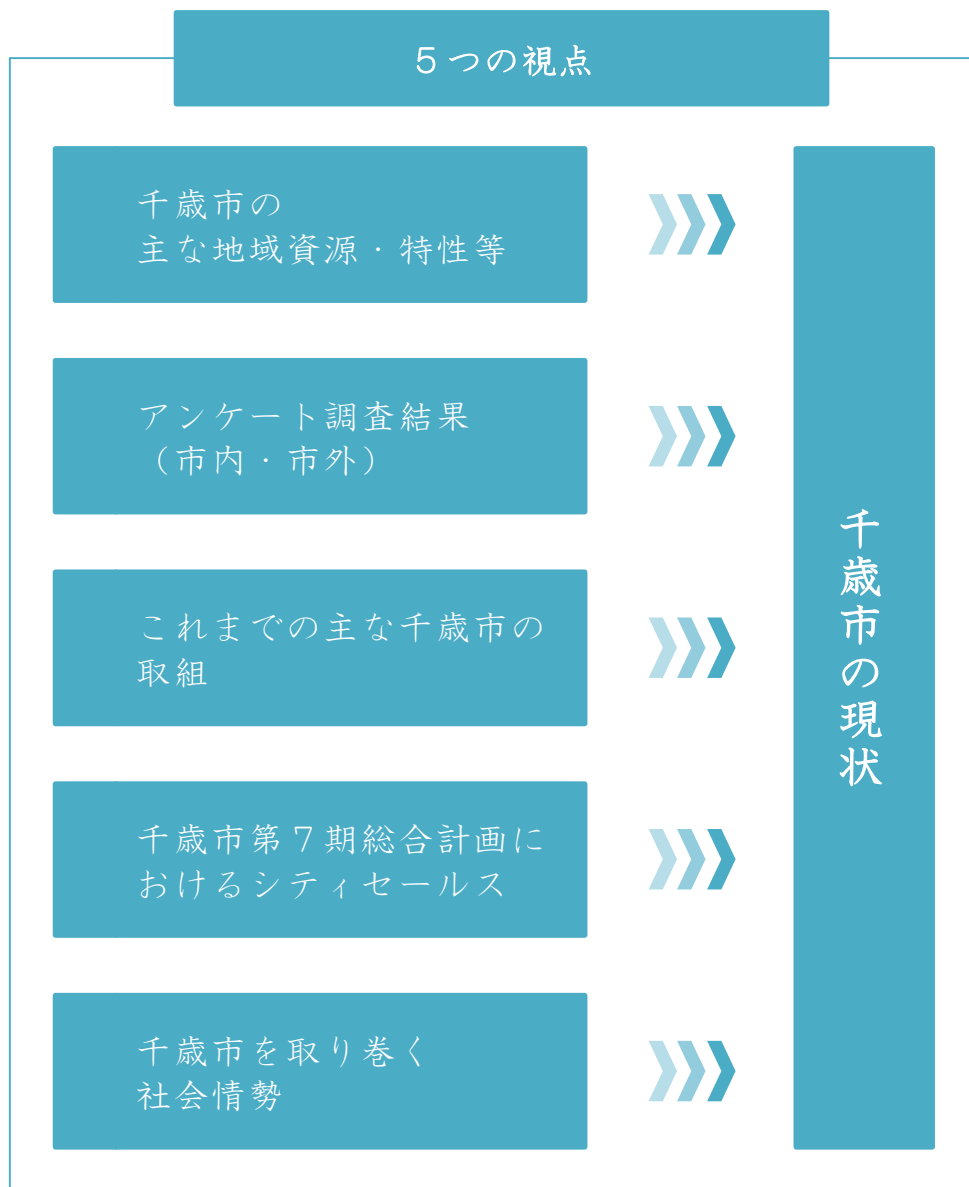 5つの視点
千歳市の
主な地域資源・特性等
アンケート調査結果
（市内・市外）
これまでの主な千歳市の
取組
千歳市第7期総合計画に
おけるシティセールス
千歳市を取り巻く
社会情勢
千歳市の現状